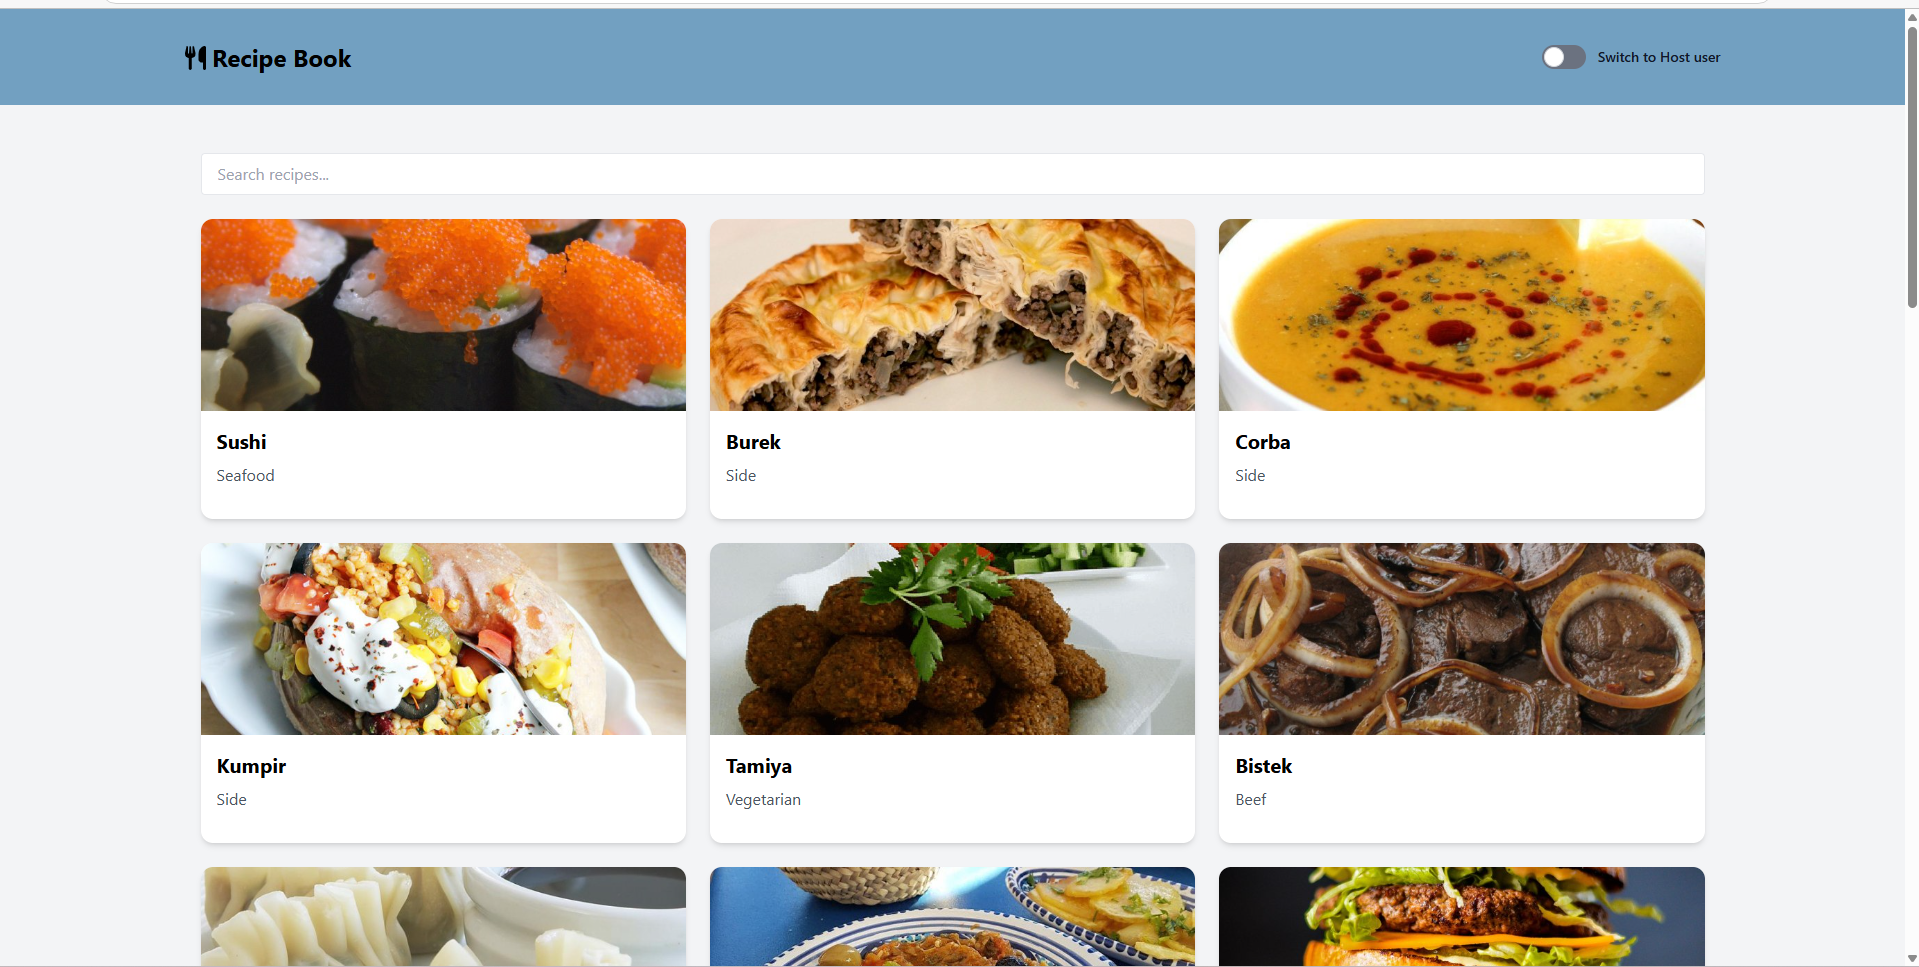 Recipe Book
Switch to Host user
Search recipes...
Sushi
Seafood
Burek
Side
Corba
Side
Kumpir
Side
Tamiya
Vegetarian
Bistek
Beef